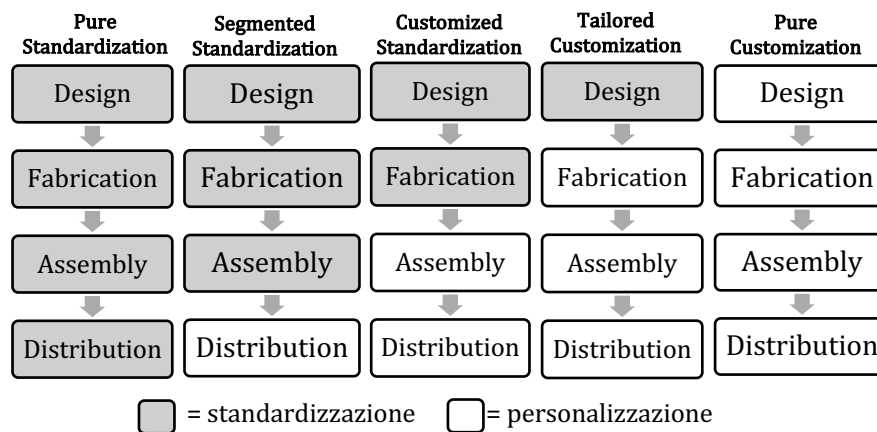 Pure
Standardization
Segmented
Standardization
Customized
Standardization
Tailored
Customization
Pure
Customization
Design
Design
Design
Design
Design
Fabrication
Fabrication
Fabrication
Fabrication
Fabrication
Assembly
Assembly
Assembly
Assembly
Assembly
Distribution
Distribution
Distribution
Distribution
Distribution
= standardizzazione
= personalizzazione